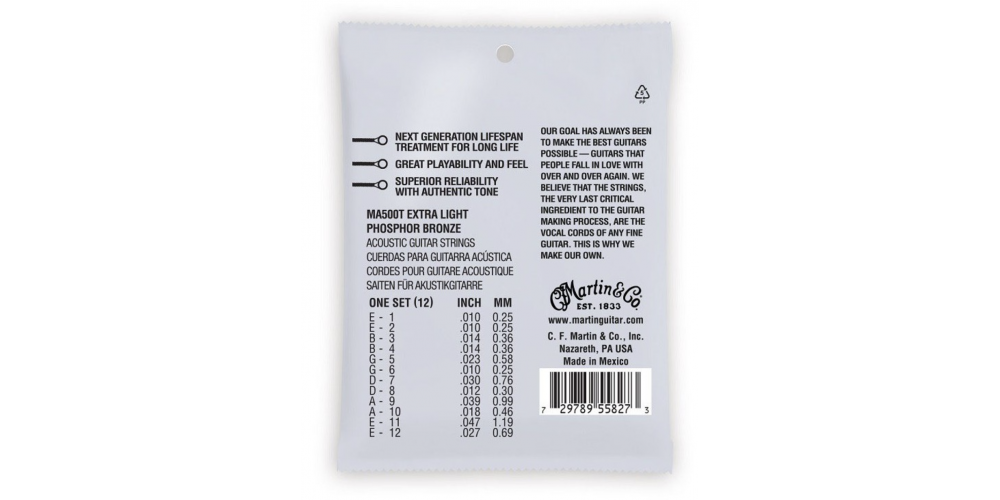 5
PP
NEXT GENERATION LIFESPAN
TREATMENT FOR LONG LIFE
GREAT PLAYABILITY AND FEEL
SUPERIOR RELIABILITY
WITH AUTHENTIC TONE
MA500T EXTRA LIGHT
PHOSPHOR BRONZE
ACOUSTIC GUITAR STRINGS
CUERDAS PARA GUITARRA ACÚSTICA
CORDES POUR GUITARE ACOUSTIQUE
SAITEN FÜR AKUSTIKGITARRE
ONE SET (12) INCH MM
E - 1 .010 0.25
E - 2 .010 0.25
B - 3 .014 0.36
B - 4 .014 0.36
G - 5 .023 0.58
G - 6 .010 0.25
D - 7 .030 0.76
D - 8 .012 0.30
A - 9 .039 0.99
A - 10 .018 0.46
E - 11 .047 1.19
E - 12 .027 0.69
OUR GOAL HAS ALWAYS BEEN
TO MAKE THE BEST GUITARS
POSSIBLE — GUITARS THAT
PEOPLE FALL IN LOVE WITH
OVER AND OVER AGAIN. WE
BELIEVE THAT THE STRINGS,
THE VERY LAST CRITICAL
INGREDIENT TO THE GUITAR
MAKING PROCESS, ARE THE
VOCAL CORDS OF ANY FINE
GUITAR. THIS IS WHY WE
MAKE OUR OWN.
CF Martin & Co.
EST. 1833
www.martinguitar.com
C. F. Martin & Co., Inc.
Nazareth, PA USA
Made in Mexico
7 29789 55827 3